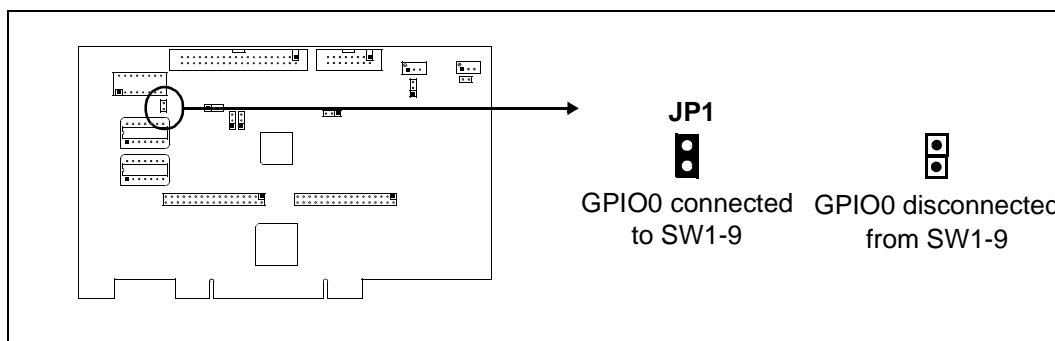 JP1
GPIO0 connected
to SW1-9
GPIO0 disconnected
from SW1-9